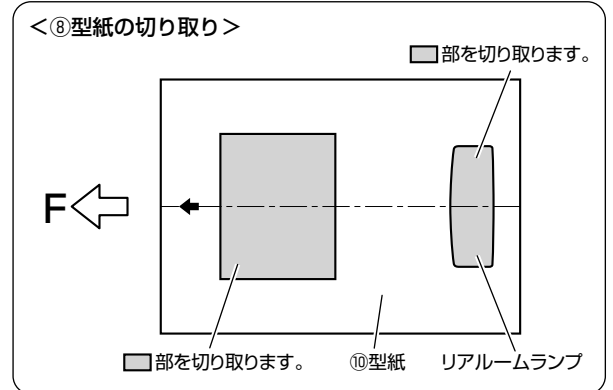 ＜⑧型紙の切り取り＞
部を切り取ります。
F
部を切り取ります。 ⑩型紙 リアルームランプ